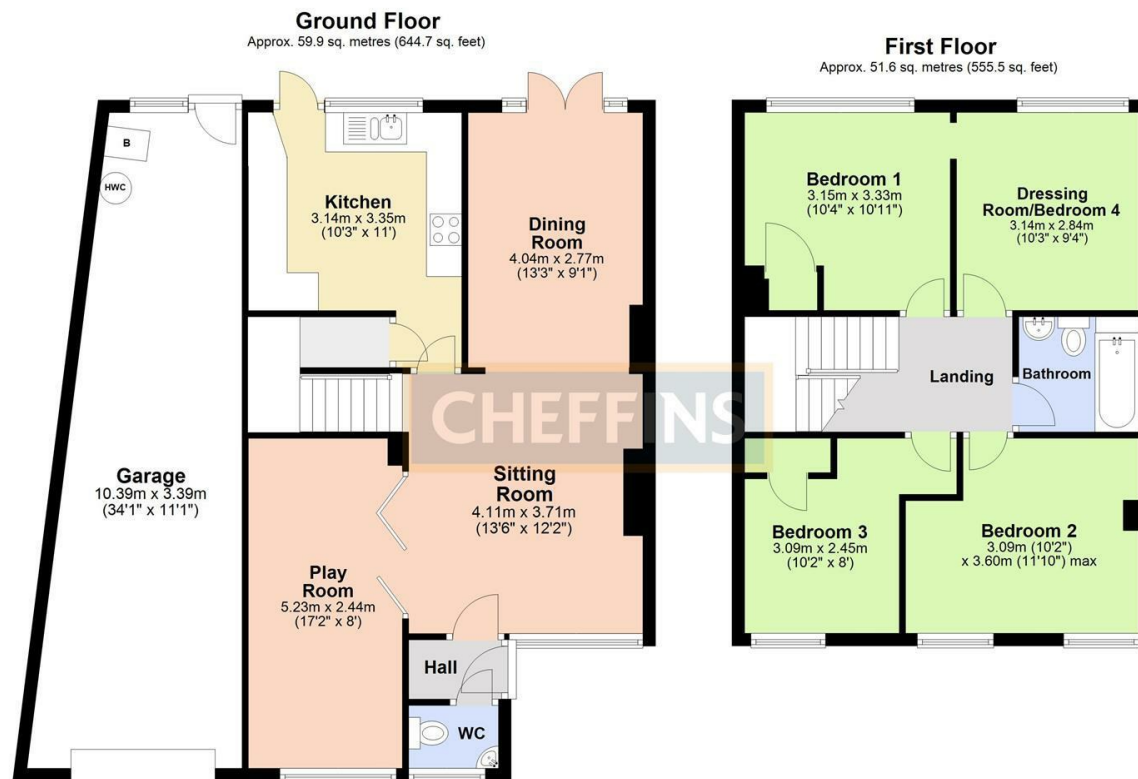 Ground Floor
Approx. 59.9 sq. metres (644.7 sq. feet)
First Floor
Approx. 51.6 sq. metres (555.5 sq. feet)
B
HWC
Kitchen
3.14m x 3.35m
(10'3" x 11')
Dining
Room
4.04m x 2.77m
(13'3" x 9'1")
Bedroom 1
3.15m x 3.33m
(10'4" x 10'11")
Dressing
Room/Bedroom 4
3.14m x 2.84m
(10'3" x 9'4")
Landing
Bathroom
CHEFFINS
Garage
10.39m x 3.39m
(34'1" x 11'1")
Sitting
Room
4.11m x 3.71m
(13'6" x 12'2")
Play
Room
5.23m x 2.44m
(17'2" x 8')
Bedroom 3
3.09m x 2.45m
(10'2" x 8')
Bedroom 2
3.09m (10'2")
x 3.60m (11'10") max
Hall
WC